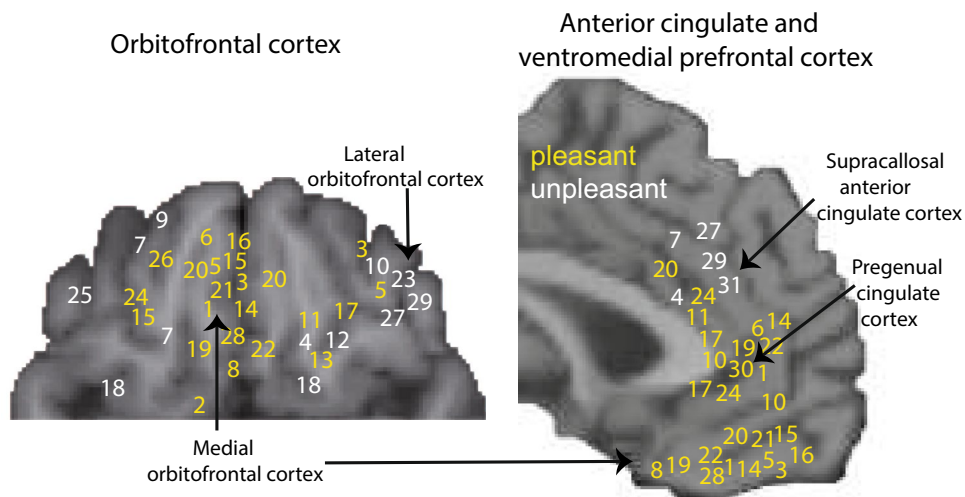 Orbitofrontal cortex
Anterior cingulate and
ventromedial prefrontal cortex
Lateral
orbitofrontal cortex
9
6 16
7 3
26 20 5 15 10
20 3 23
25 24 21 5 29
1 14 17 27
15 11
7 28 4 12
19 22 13
8
18 18
2
Medial
orbitofrontal cortex
pleasant
unpleasant
Supracallosal
anterior
cingulate cortex
Pregenual
cingulate
cortex
7 27
20 29
4 24 31
11 6 14
17 19 22
10 30 1
17 24 10
20 21 15
22 5 16
8 19 28 1 14 3